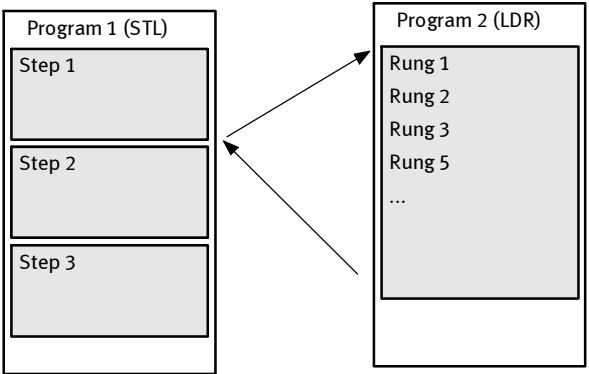 Program 1 (STL)
Step 1
Step 2
Step 3
Program 2 (LDR)
Rung 1
Rung 2
Rung 3
Rung 5
...